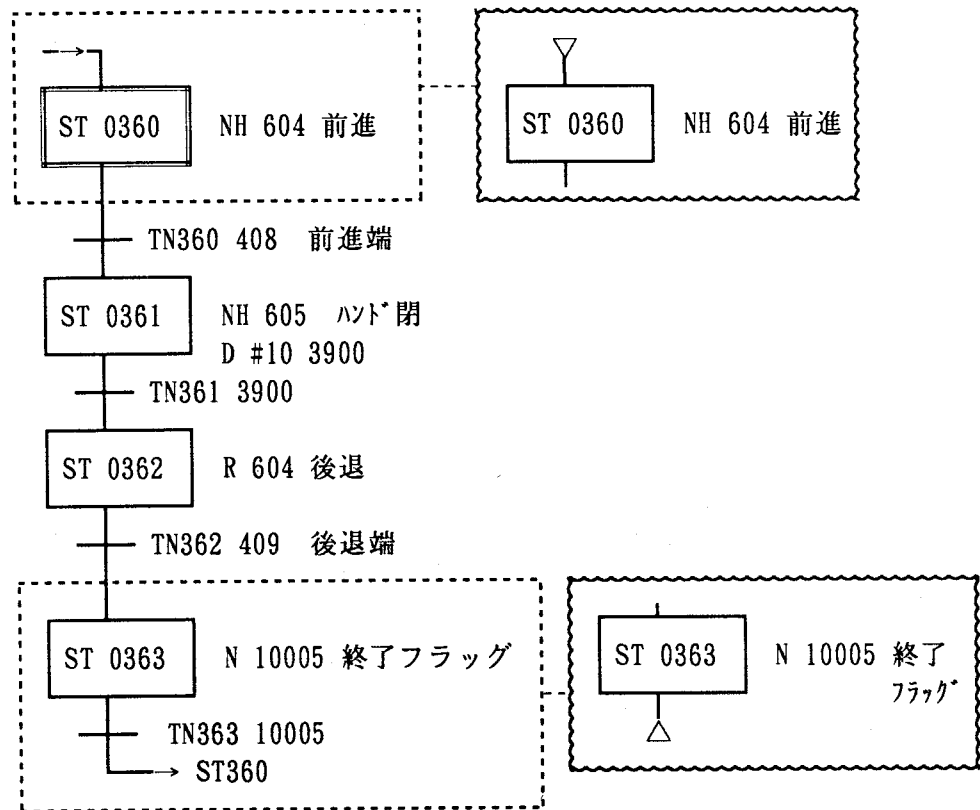 ST 0360 NH 604 前進
ST 0360 NH 604 前進
TN360 408 前進端
ST 0361 NH 605 ﾊﾝﾄﾞ閉
D #10 3900
TN361 3900
ST 0362 R 604 後退
TN362 409 後退端
ST 0363 N 10005 終了フラッグ
ST 0363 N 10005 終了
ﾌﾗｯｸﾞ
TN363 10005
ST360